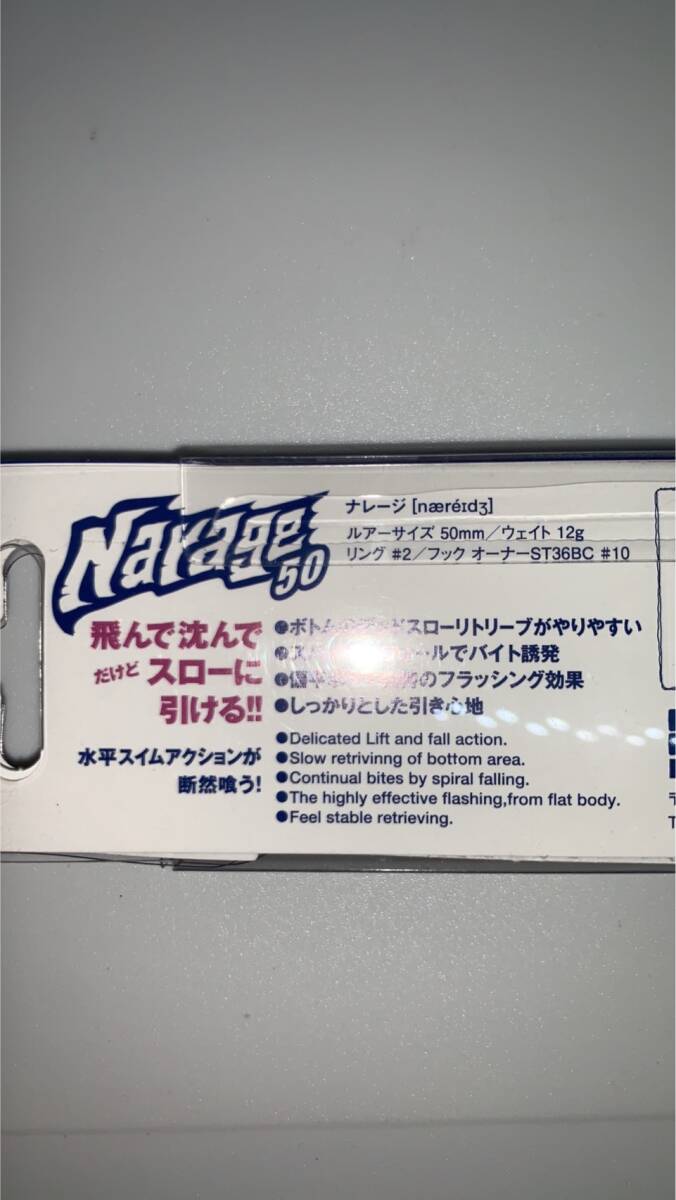 Narage
50
ナレージ [næréɪdʒ]
ルアーサイズ 50mm／ウェイト 12g
リング #2／フック オーナーST36BC #10
飛んで沈んで
だけど スローに
引ける!!
水平スイムアクションが
断然喰う!
●ボトム スローリトリーブがやりやすい
でバイト誘発
のフラッシング効果
●しっかりとした引き心地
●Delicated Lift and fall action.
●Slow retrivinng of bottom area.
●Continual bites by spiral falling.
●The highly effective flashing,from flat body.
●Feel stable retrieving.